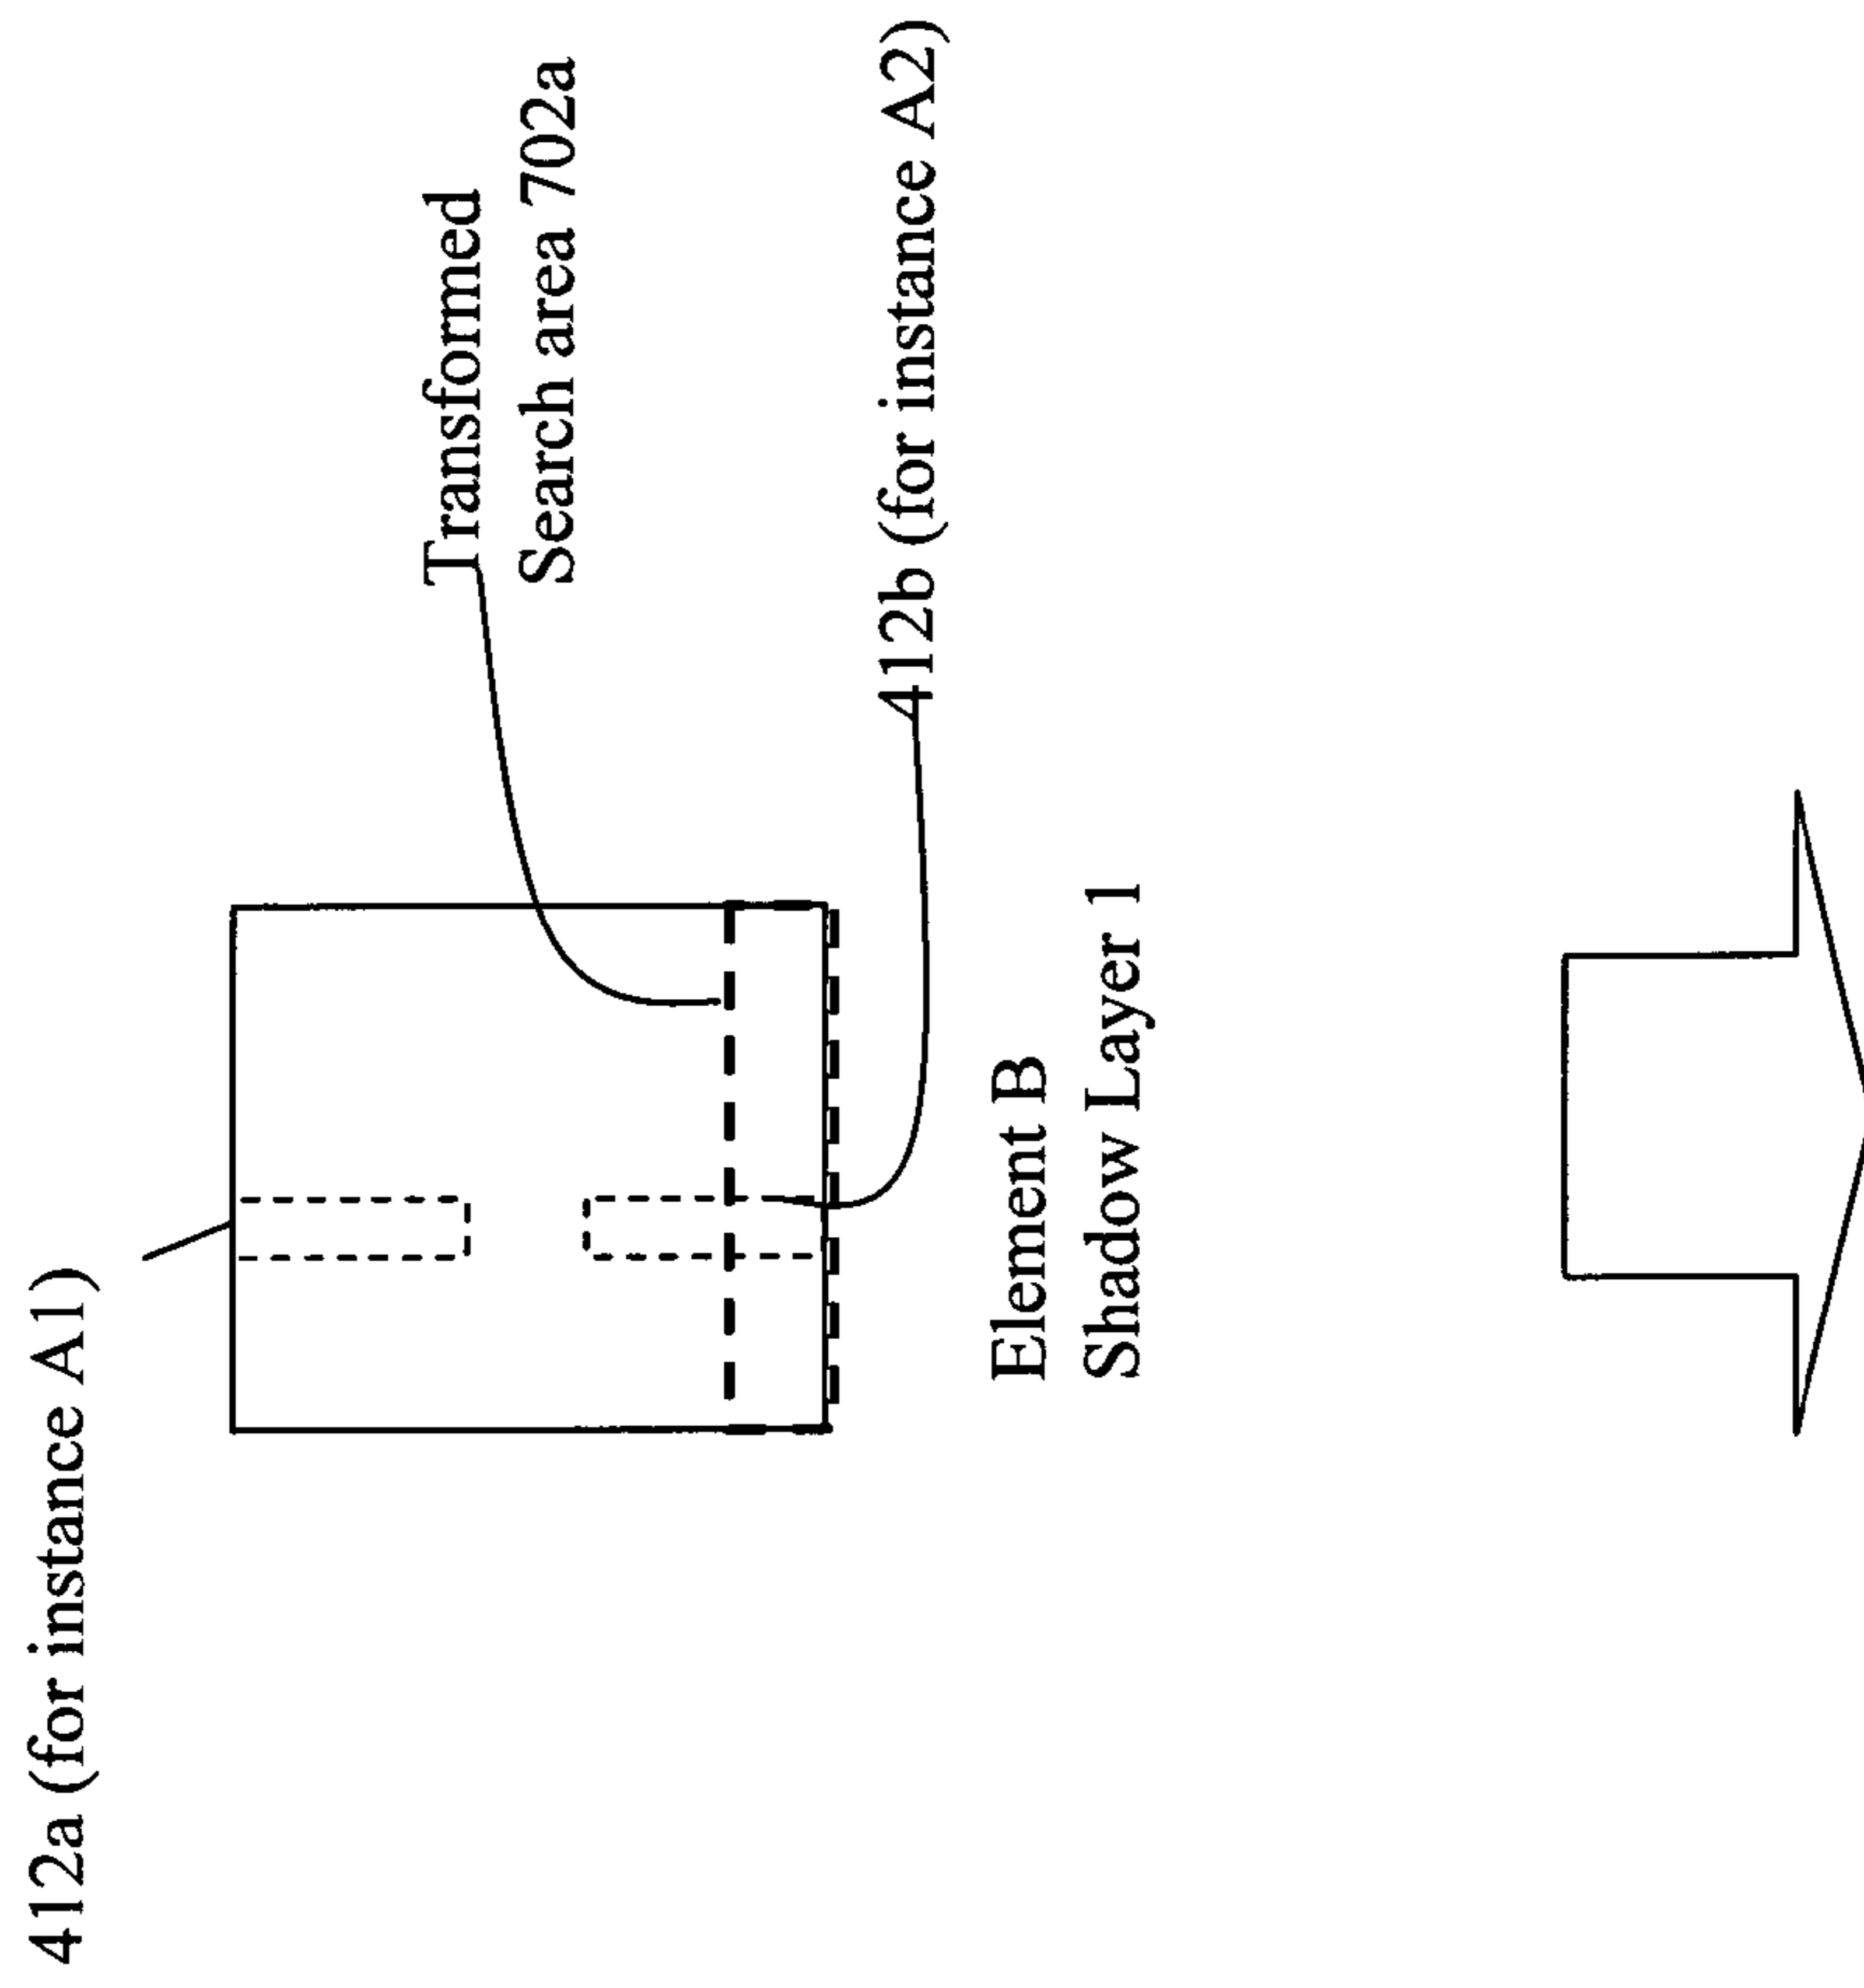 412a (for instance A1)
Transformed
Search area 702a
412b (for instance A2)
Element B
Shadow Layer 1